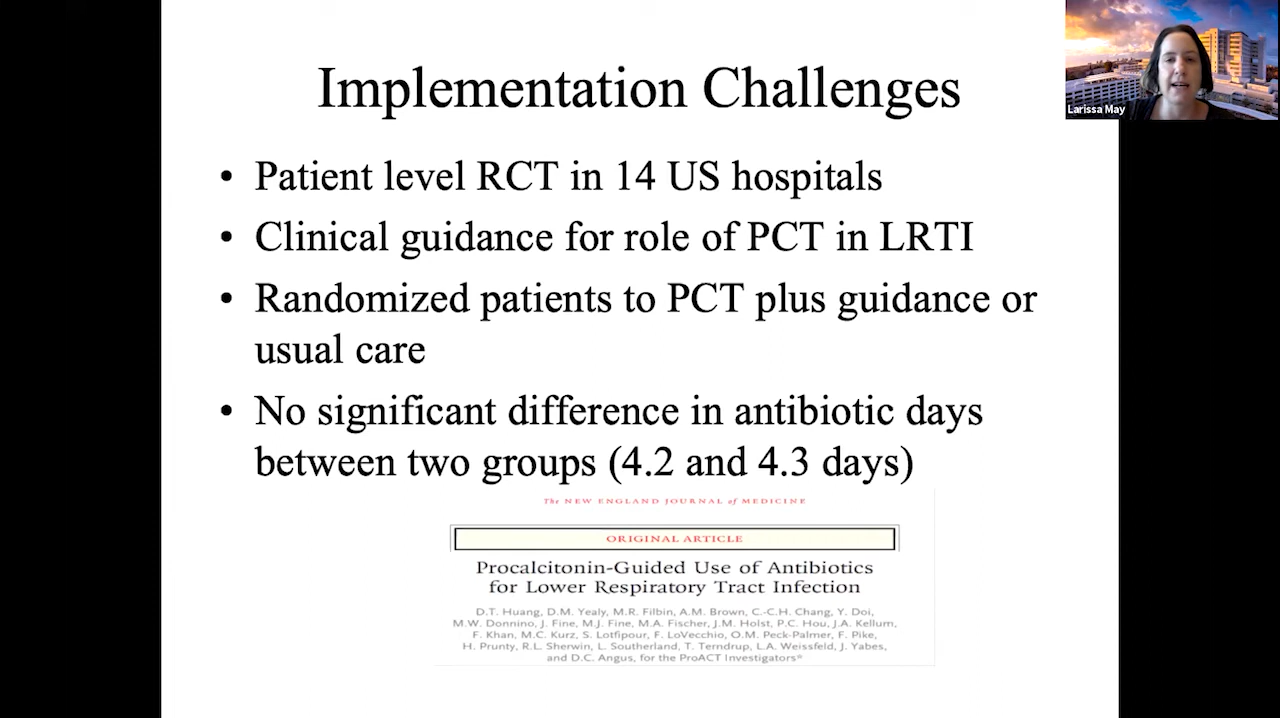 Implementation Challenges
• Patient level RCT in 14 US hospitals
• Clinical guidance for role of PCT in LRTI
• Randomized patients to PCT plus guidance or
usual care
• No significant difference in antibiotic days
between two groups (4.2 and 4.3 days)
The NEW ENGLAND JOURNAL of MEDICINE
ORIGINAL ARTICLE
Procalcitonin-Guided Use of Antibiotics
for Lower Respiratory Tract Infection
D.T. Huang, D.M. Yealy, M.R. Filbin, A.M. Brown, C.-C.H. Chang, Y. Doi,
M.W. Donnino, J. Fine, M.J. Fine, M.A. Fischer, J.M. Holst, P.C. Hou, J.A. Kellum,
F. Khan, M.C. Kurz, S. Lotfipour, F. LoVecchio, O.M. Peck-Palmer, F. Pike,
H. Prunty, R.L. Sherwin, L. Southerland, T. Terndrup, L.A. Weissfeld, J. Yabes,
and D.C. Angus, for the ProACT Investigators*
Larissa May